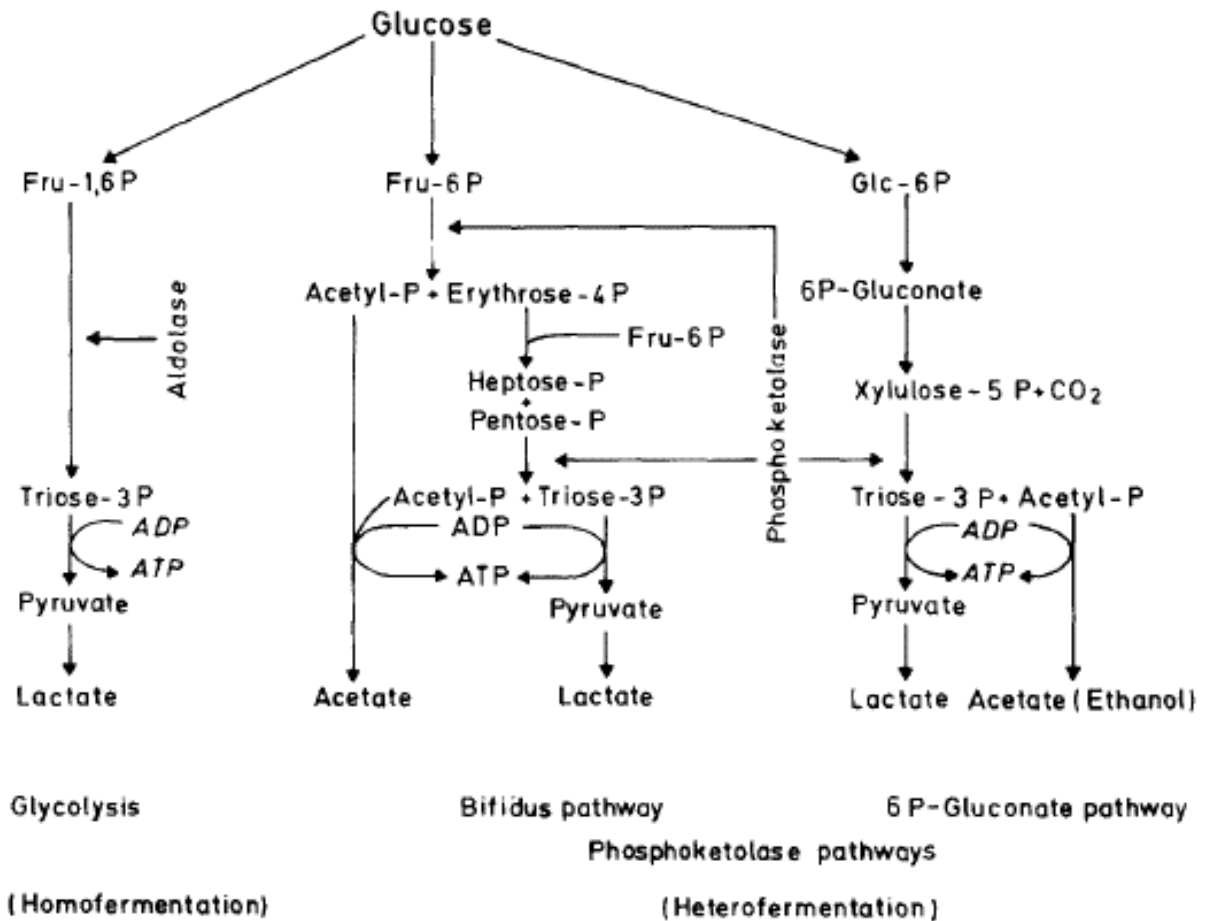 Glucose
Fru-1,6P Fru-6P Glc-6P
Acetyl-P + Erythrose-4P 6P-Gluconate
Aldolase Fru-6P Phosphoketolase
Heptose-P
+
Pentose-P
Xylulose-5 P+CO₂
Triose-3P Acetyl-P + Triose-3P Triose-3P+ Acetyl-P
ADP ADP ADP
ATP ATP ATP
Pyruvate Pyruvate Pyruvate
Lactate Acetate Lactate Lactate Acetate (Ethanol)
Glycolysis Bifidus pathway 6P-Gluconate pathway
Phosphoketolase pathways
(Homofermentation) (Heterofermentation)